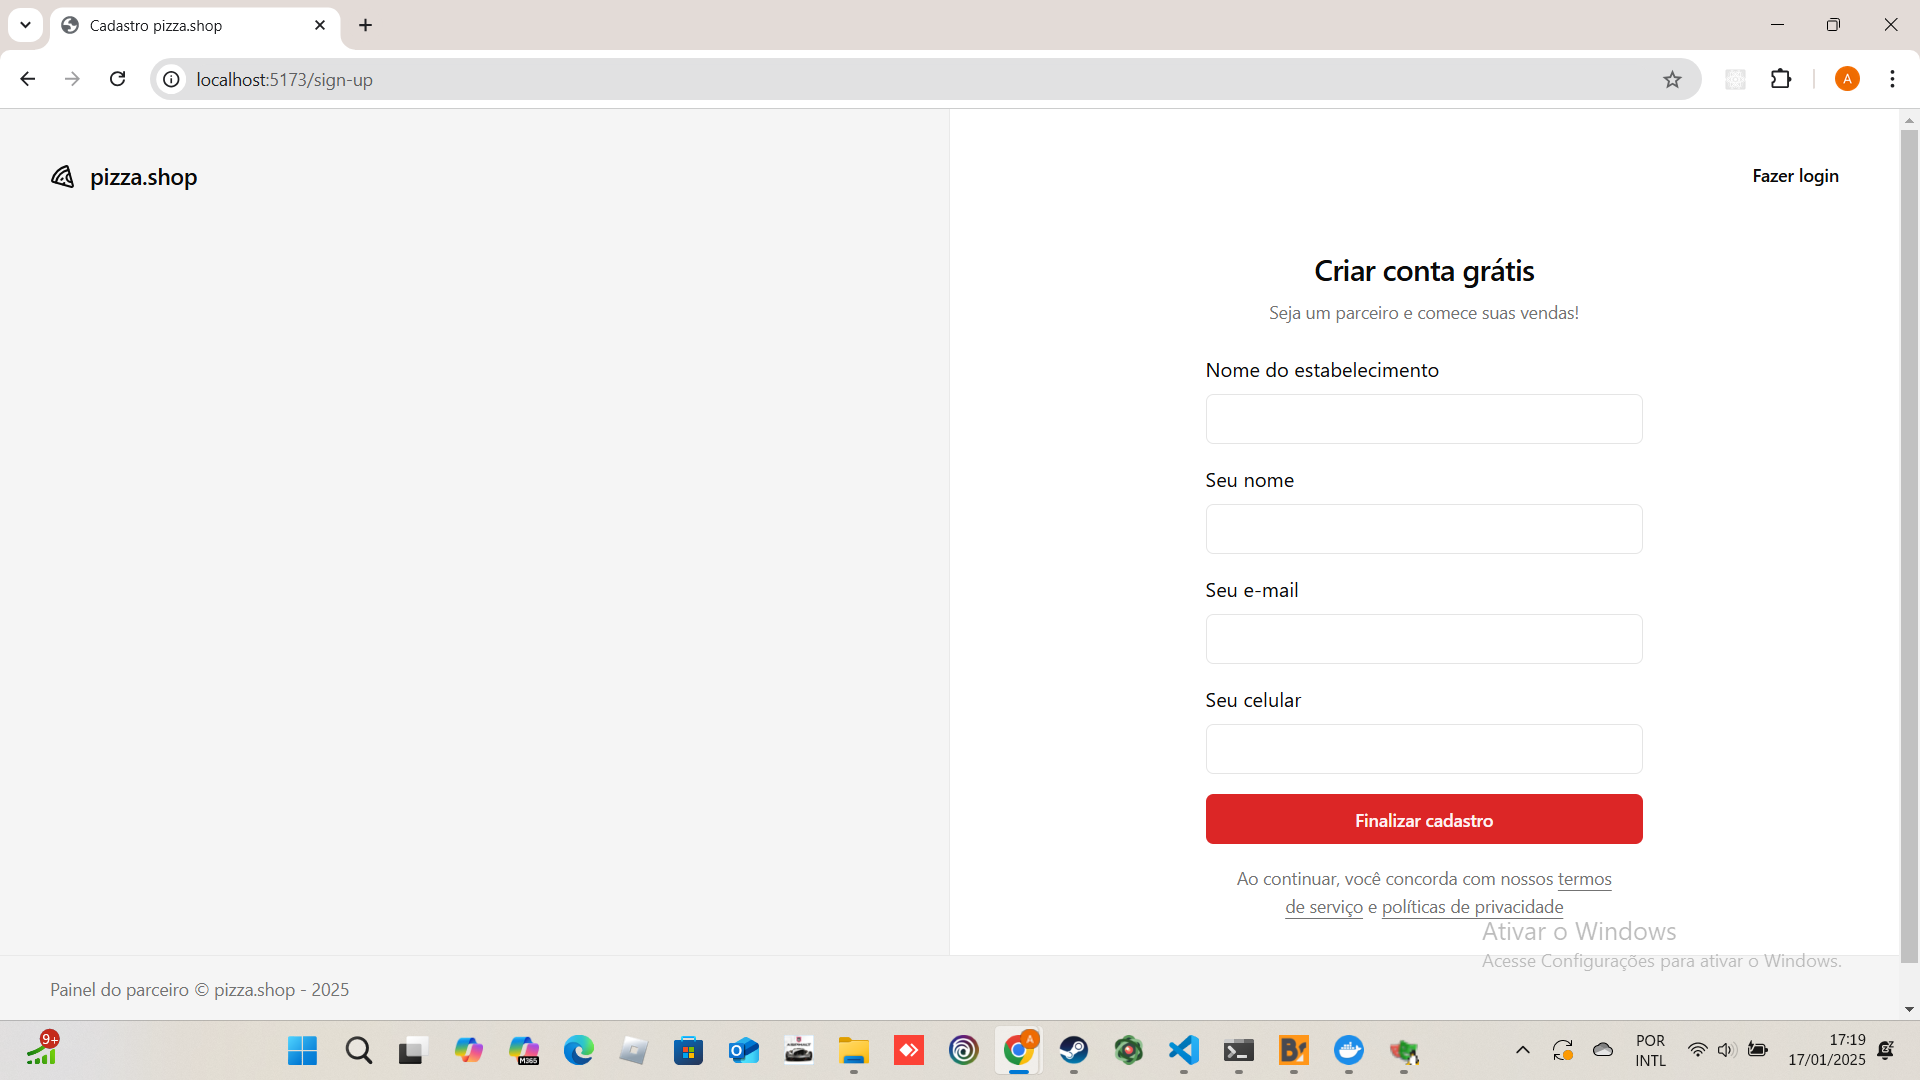 Cadastro pizza.shop
localhost:5173/sign-up
A
pizza.shop
Fazer login
Criar conta grátis
Seja um parceiro e comece suas vendas!
Nome do estabelecimento
Seu nome
Seu e-mail
Seu celular
Finalizar cadastro
Ao continuar, você concorda com nossos termos
de serviço e políticas de privacidade
Ativar o Windows
Acesse Configurações para ativar o Windows.
Painel do parceiro © pizza.shop - 2025
9+
M365
A
POR
INTL
17:19
17/01/2025